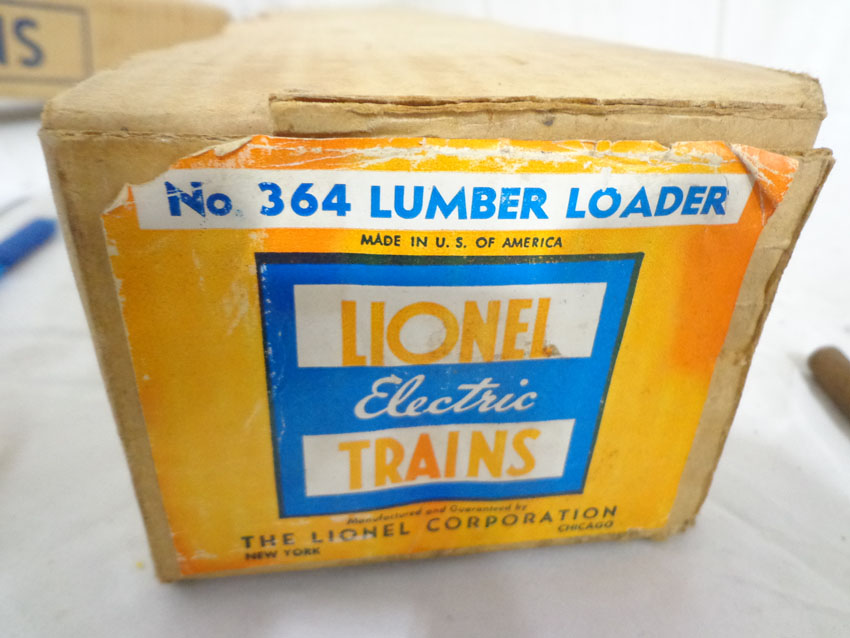 NS
No. 364 LUMBER LOADER
MADE IN U. S. OF AMERICA
LIONEL
Electric
TRAINS
Manufactured and Guaranteed by
THE LIONEL CORPORATION
NEW YORK CHICAGO